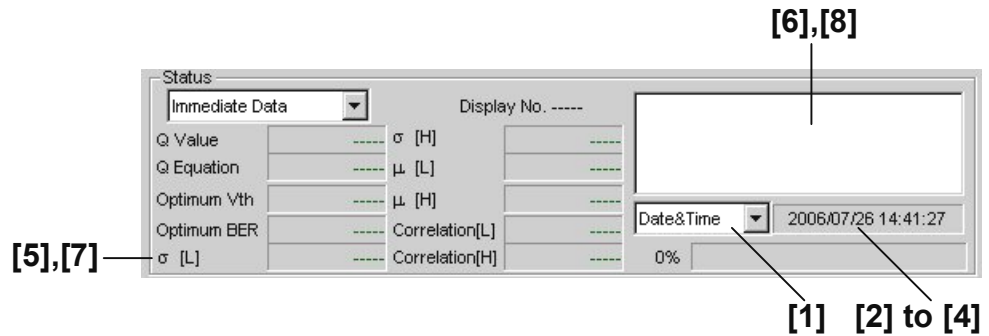 [6],[8]
Status
Immediate Data
Display No. -----
Q Value ----- σ [H] -----
Q Equation ----- μ [L] -----
Optimum Vth ----- μ [H] -----
Date&Time 2006/07/26 14:41:27
Optimum BER ----- Correlation[L] -----
[5],[7]
σ [L] ----- Correlation[H] -----
0%
[1] [2] to [4]